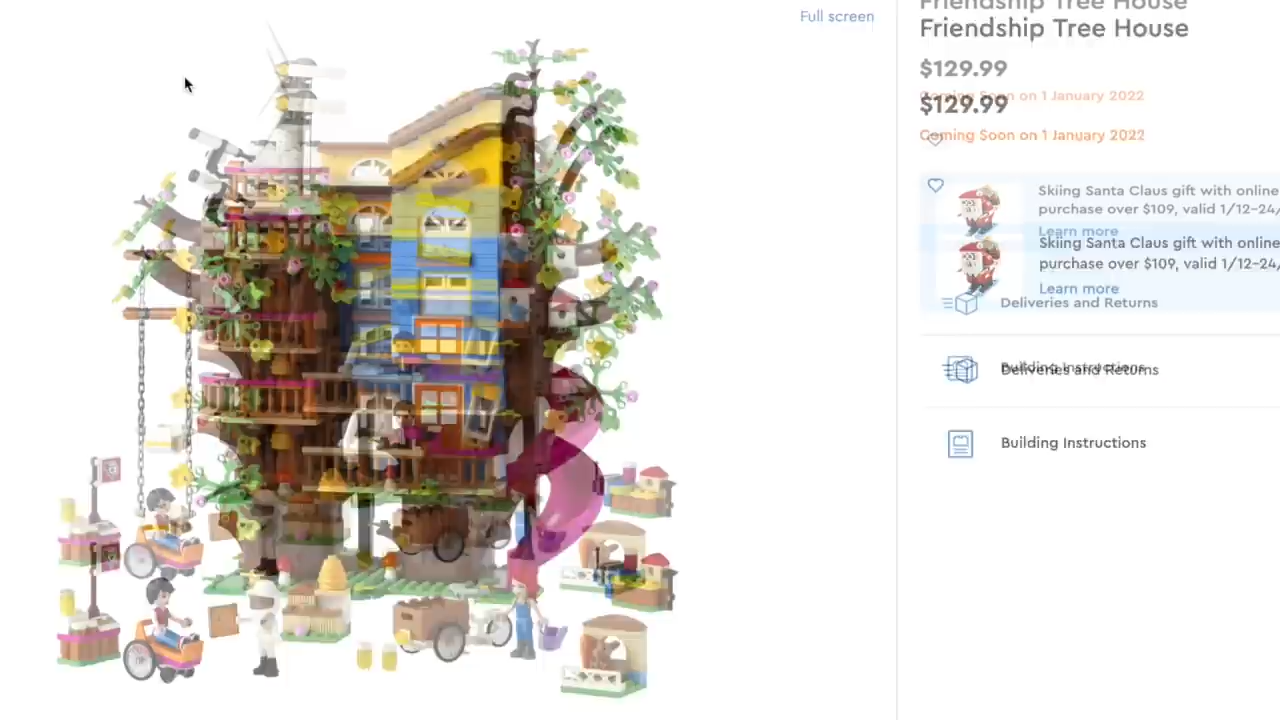 Full screen
Friendship Tree House
Friendship Tree House
$129.99
Coming Soon on 1 January 2022
$129.99
Coming Soon on 1 January 2022
Skiing Santa Claus gift with online
purchase over $109, valid 1/12-24/
Learn more
Skiing Santa Claus gift with online
purchase over $109, valid 1/12-24/
Learn more
Deliveries and Returns
Building Instructions
Deliveries and Returns
Building Instructions